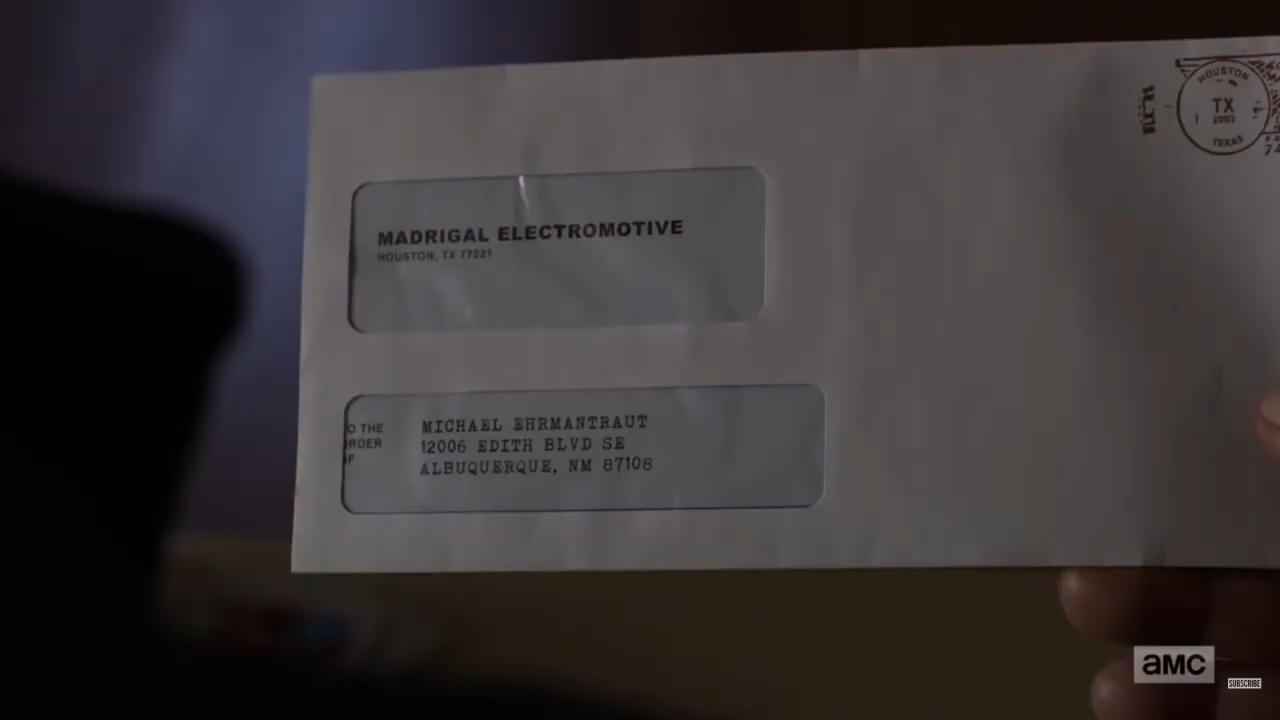 HOUSTON
TX
2003
TEXAS
MADRIGAL ELECTROMOTIVE
HOUSTON, TX 77021
O THE
RDER
F
MICHAEL EHRMANTRAUT
12006 EDITH BLVD SE
ALBUQUERQUE, NM 87108
amc
SUBSCRIBE